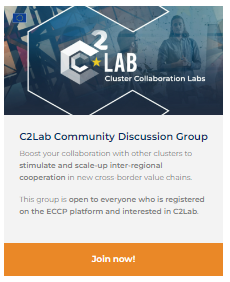 C2 LAB
Cluster Collaboration Labs
C2Lab Community Discussion Group
Boost your collaboration with other clusters to
stimulate and scale-up inter-regional
cooperation in new cross-border value chains.
This group is open to everyone who is registered
on the ECCP platform and interested in C2Lab.
Join now!